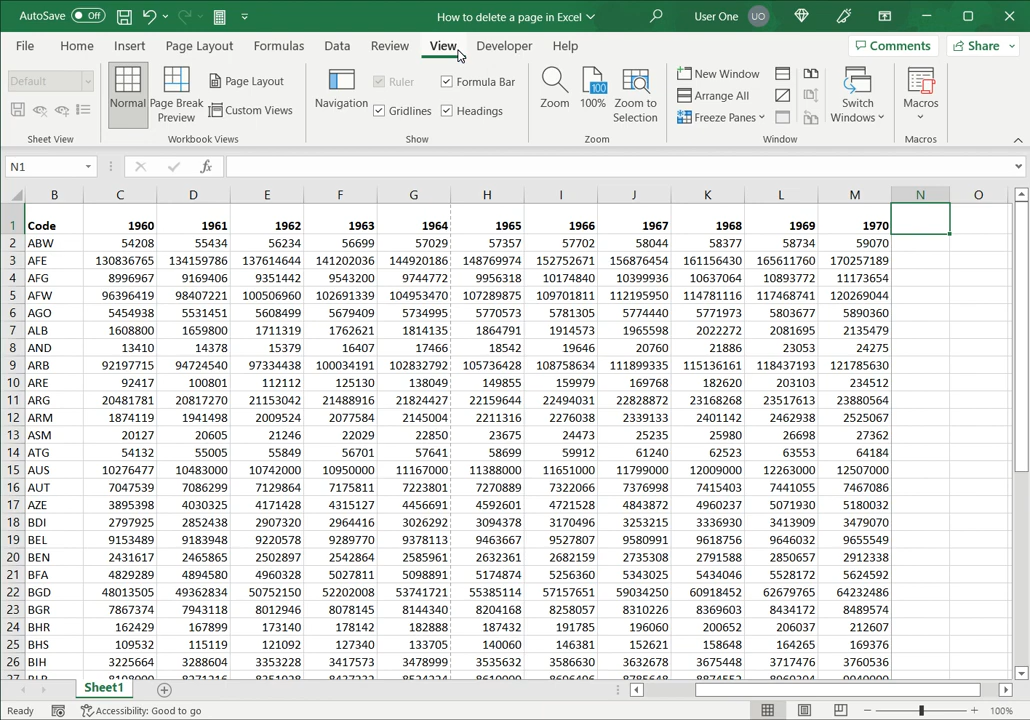 AutoSave Off How to delete a page in Excel User One UO
File Home Insert Page Layout Formulas Data Review View Developer Help Comments Share
Default Normal Page Break Preview Page Layout Custom Views Navigation Ruler Gridlines Formula Bar Headings Zoom 100 100% Zoom to Selection New Window Arrange All Freeze Panes Switch Windows Macros
Sheet View Workbook Views Show Zoom Window Macros
N1 fx
B C D E F G H I J K L M N O
1 Code 1960 1961 1962 1963 1964 1965 1966 1967 1968 1969 1970
2 ABW 54208 55434 56234 56699 57029 57357 57702 58044 58377 58734 59070
3 AFE 130836765 134159786 137614644 141202036 144920186 148769974 152752671 156876454 161156430 165611760 170257189
4 AFG 8996967 9169406 9351442 9543200 9744772 9956318 10174840 10399936 10637064 10893772 11173654
5 AFW 96396419 98407221 100506960 102691339 104953470 107289875 109701811 112195950 114781116 117468741 120269044
6 AGO 5454938 5531451 5608499 5679409 5734995 5770573 5781305 5774440 5771973 5803677 5890360
7 ALB 1608800 1659800 1711319 1762621 1814135 1864791 1914573 1965598 2022272 2081695 2135479
8 AND 13410 14378 15379 16407 17466 18542 19646 20760 21886 23053 24275
9 ARB 92197715 94724540 97334438 100034191 102832792 105736428 108758634 111899335 115136161 118437193 121785630
10 ARE 92417 100801 112112 125130 138049 149855 159979 169768 182620 203103 234512
11 ARG 20481781 20817270 21153042 21488916 21824427 22159644 22494031 22828872 23168268 23517613 23880564
12 ARM 1874119 1941498 2009524 2077584 2145004 2211316 2276038 2339133 2401142 2462938 2525067
13 ASM 20127 20605 21246 22029 22850 23675 24473 25235 25980 26698 27362
14 ATG 54132 55005 55849 56701 57641 58699 59912 61240 62523 63553 64184
15 AUS 10276477 10483000 10742000 10950000 11167000 11388000 11651000 11799000 12009000 12263000 12507000
16 AUT 7047539 7086299 7129864 7175811 7223801 7270889 7322066 7376998 7415403 7441055 7467086
17 AZE 3895398 4030325 4171428 4315127 4456691 4592601 4721528 4843872 4960237 5071930 5180032
18 BDI 2797925 2852438 2907320 2964416 3026292 3094378 3170496 3253215 3336930 3413909 3479070
19 BEL 9153489 9183948 9220578 9289770 9378113 9463667 9527807 9580991 9618756 9646032 9655549
20 BEN 2431617 2465865 2502897 2542864 2585961 2632361 2682159 2735308 2791588 2850657 2912338
21 BFA 4829289 4894580 4960328 5027811 5098891 5174874 5256360 5343025 5434046 5528172 5624592
22 BGD 48013505 49362834 50752150 52202008 53741721 55385114 57157651 59034250 60918452 62679765 64232486
23 BGR 7867374 7943118 8012946 8078145 8144340 8204168 8258057 8310226 8369603 8434172 8489574
24 BHR 162429 167899 173140 178142 182888 187432 191785 196060 200652 206037 212607
25 BHS 109532 115119 121092 127340 133705 140060 146381 152621 158648 164265 169376
26 BIH 3225664 3288604 3353228 3417573 3478999 3535632 3586630 3632678 3675448 3717476 3760536
27
Sheet1
Ready Accessibility: Good to go 100%